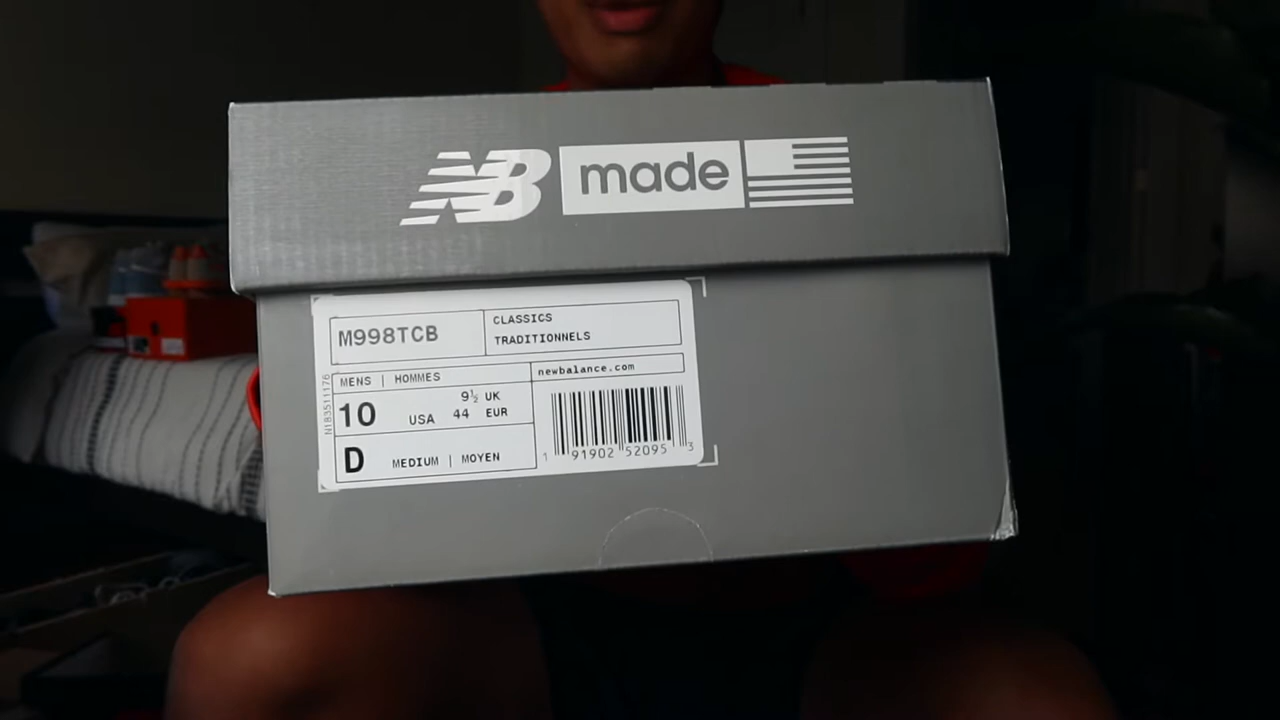 NB made
M998TCB
CLASSICS
TRADITIONNELS
MENS | HOMMES
newbalance.com
10 USA 9½ UK
44 EUR
D MEDIUM | MOYEN
1 91902 52095 3
N183511176